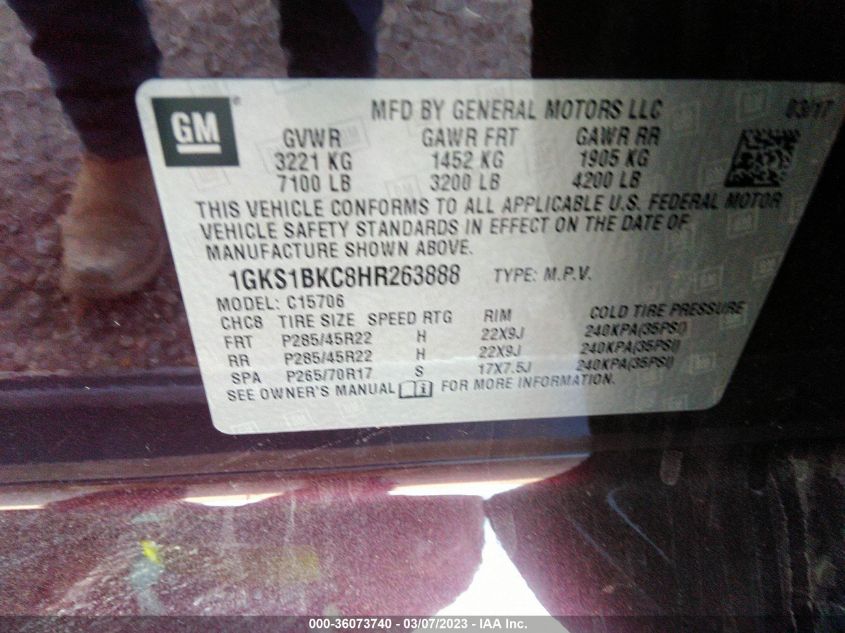 GM®
MFD BY GENERAL MOTORS LLC 03/17
GVWR GAWR FRT GAWR RR
3221 KG 1452 KG 1905 KG
7100 LB 3200 LB 4200 LB
THIS VEHICLE CONFORMS TO ALL APPLICABLE U.S. FEDERAL MOTOR
VEHICLE SAFETY STANDARDS IN EFFECT ON THE DATE OF
MANUFACTURE SHOWN ABOVE.
1GKS1BKC8HR263888 TYPE: M.P.V.
MODEL: C15706
CHC8 TIRE SIZE SPEED RTG RIM COLD TIRE PRESSURE
FRT P285/45R22 H 22X9J 240KPA(35PSI)
RR P285/45R22 H 22X9J 240KPA(35PSI)
SPA P265/70R17 S 17X7.5J 240KPA(35PSI)
SEE OWNER'S MANUAL FOR MORE INFORMATION.
000-36073740 - 03/07/2023 - IAA Inc.